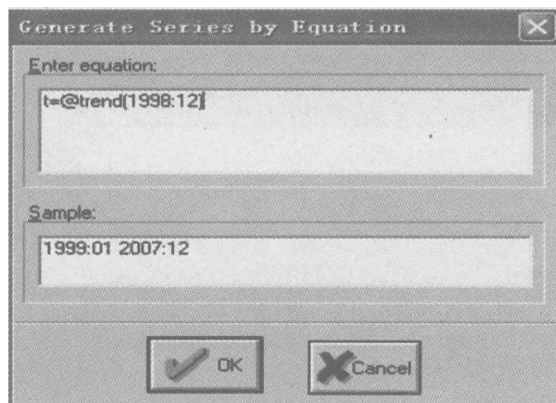 Generate Series by Equation
Enter equation:
t=@trend(1998:12)
Sample:
1999:01 2007:12
OK
Cancel